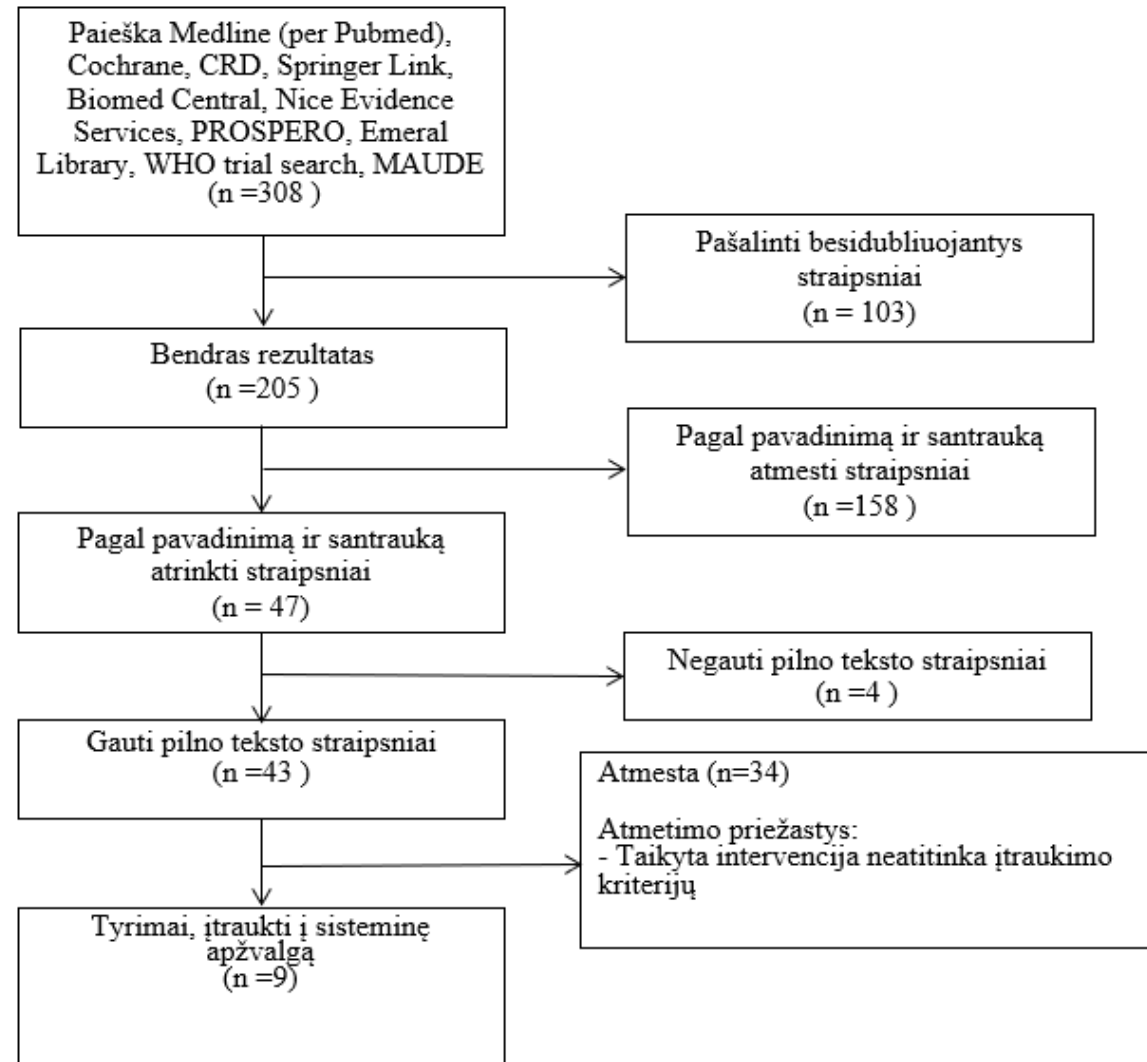 Paieška Medline (per Pubmed),
Cochrane, CRD, Springer Link,
Biomed Central, Nice Evidence
Services, PROSPERO, Emeral
Library, WHO trial search, MAUDE
(n =308 )
Pašalinti besidubliuojantys
straipsniai
(n = 103)
Bendras rezultatas
(n =205 )
Pagal pavadinimą ir santrauką
atmesti straipsniai
(n =158 )
Pagal pavadinimą ir santrauką
atrinkti straipsniai
(n = 47)
Negauti pilno teksto straipsniai
(n =4 )
Gauti pilno teksto straipsniai
(n =43 )
Atmesta (n=34)
Atmetimo priežastys:
- Taikyta intervencija neatitinka įtraukimo
kriterijų
Tyrimai, įtraukti į sisteminę
apžvalgą
(n =9)